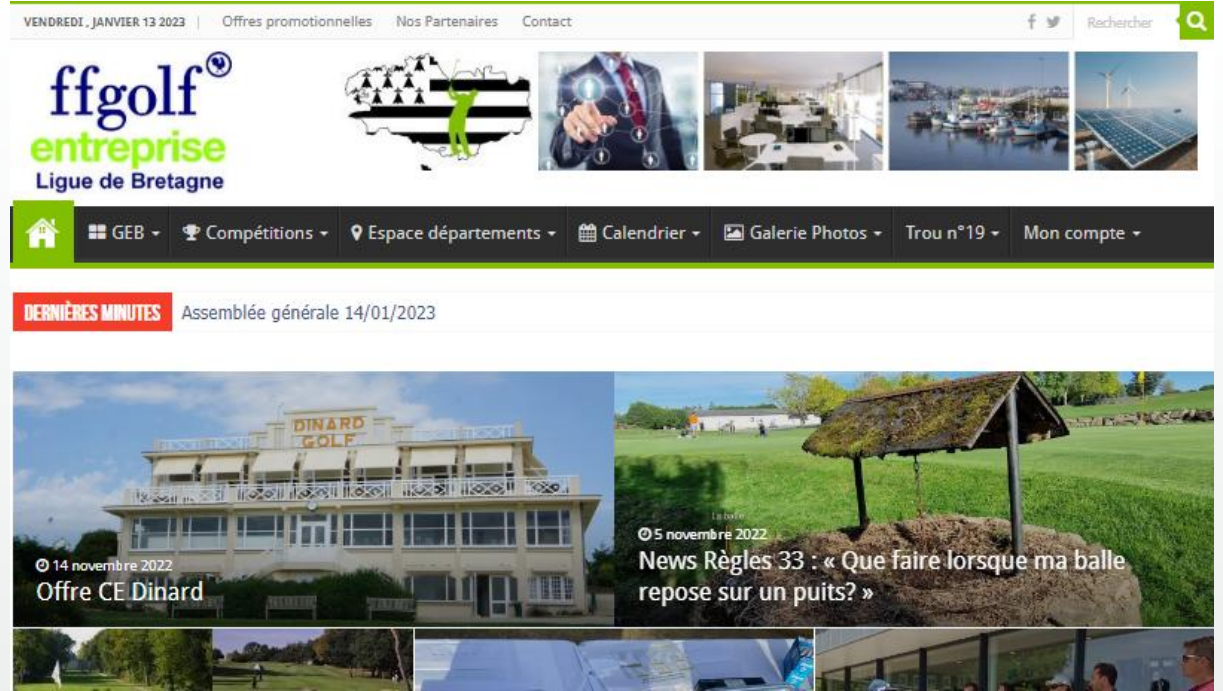 VENDREDI , JANVIER 13 2023 | Offres promotionnelles Nos Partenaires Contact Rechercher
ffgolf®
entreprise
Ligue de Bretagne
GEB Compétitions Espace départements Calendrier Galerie Photos Trou n°19 Mon compte
DERNIÈRES MINUTES Assemblée générale 14/01/2023
DINARD
GOLF
14 novembre 2022
Offre CE Dinard
La balle
5 novembre 2022
News Règles 33 : « Que faire lorsque ma balle
repose sur un puits? »